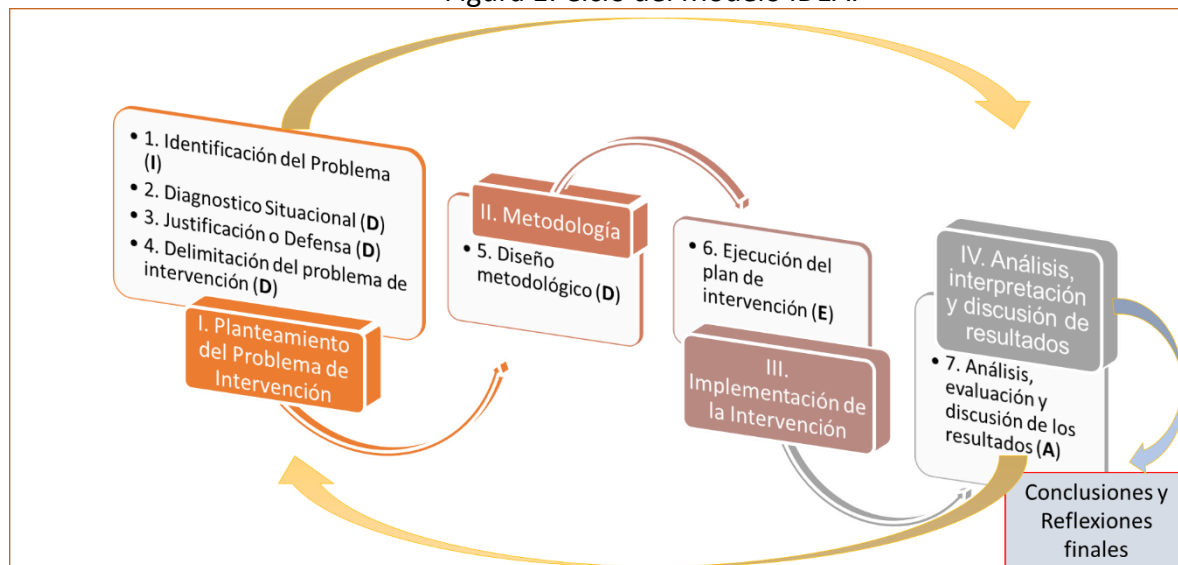 • 1. Identificación del Problema
(I)
• 2. Diagnostico Situacional (D)
• 3. Justificación o Defensa (D)
• 4. Delimitación del problema de
intervención (D)
I. Planteamiento
del Problema de
Intervención
II. Metodología
• 5. Diseño
metodológico (D)
• 6. Ejecución del
plan de
intervención (E)
III.
Implementación de
la Intervención
IV. Análisis,
interpretación
y discusión de
resultados
• 7. Análisis,
evaluación y
discusión de los
resultados (A)
Conclusiones y
Reflexiones
finales